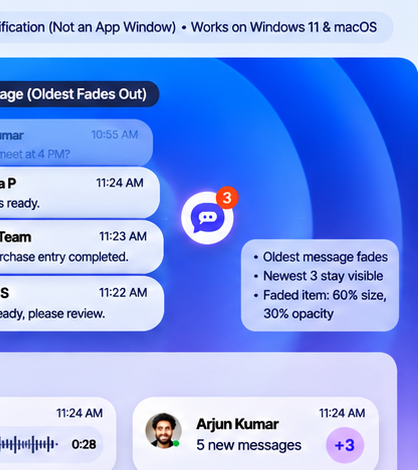 ification (Not an App Window) • Works on Windows 11 & macOS
age (Oldest Fades Out)
umar 10:55 AM
meet at 4 PM?
a P 11:24 AM
s ready.
Team 11:23 AM
rchase entry completed.
S 11:22 AM
eady, please review.
3
• Oldest message fades
• Newest 3 stay visible
• Faded item: 60% size,
30% opacity
11:24 AM
0:28
11:24 AM
Arjun Kumar
5 new messages +3